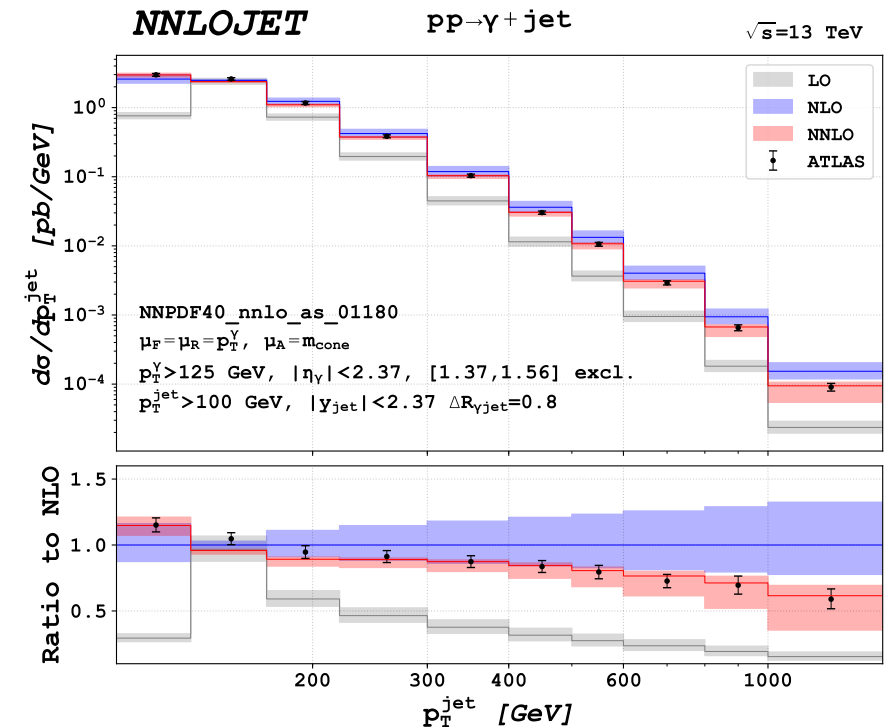 NNLOJET pp→γ+jet √s=13 TeV
dσ/dp_T^jet [pb/GeV]
10^0
10^-1
10^-2
10^-3
10^-4
LO
NLO
NNLO
ATLAS
NNPDF40_nnlo_as_01180
μ_F=μ_R=p_T^γ, μ_A=m_cone
p_T^γ>125 GeV, |η_γ|<2.37, [1.37,1.56] excl.
p_T^jet>100 GeV, |y_jet|<2.37 ΔR_γjet=0.8
Ratio to NLO
1.5
1.0
0.5
200 300 400 600 1000
p_T^jet [GeV]